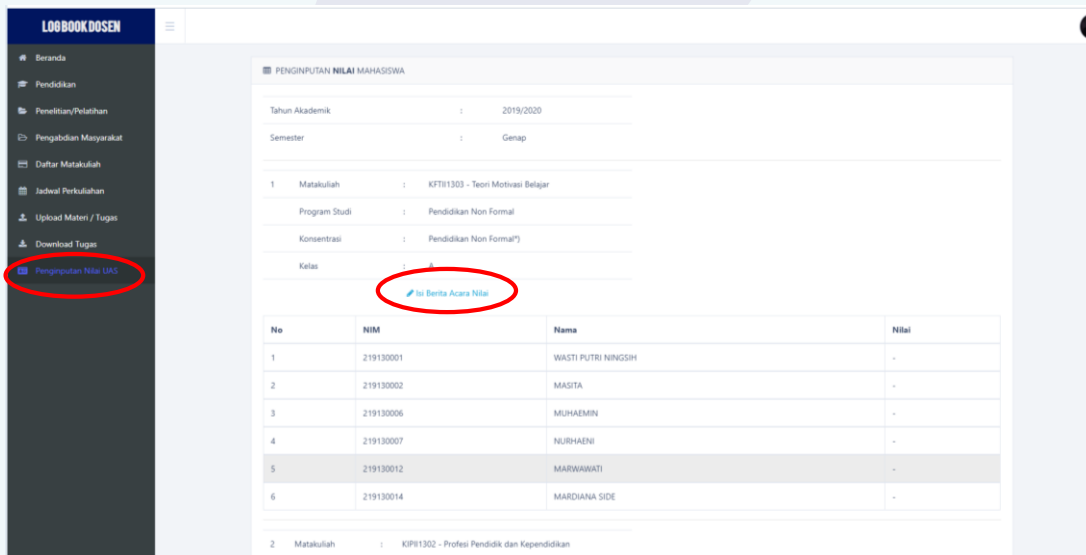 LOGBOOK DOSEN
Beranda
Pendidikan
Penelitian/Pelatihan
Pengabdian Masyarakat
Daftar Matakuliah
Jadwal Perkuliahan
Upload Materi / Tugas
Download Tugas
Penginputan Nilai UAS
PENGINPUTAN NILAI MAHASISWA
Tahun Akademik : 2019/2020
Semester : Genap
1 Matakuliah : KFTII1303 - Teori Motivasi Belajar
Program Studi : Pendidikan Non Formal
Konsentrasi : Pendidikan Non Formal*)
Kelas : A
Isi Berita Acara Nilai
No NIM Nama Nilai
1 219130001 WASTI PUTRI NINGSIH -
2 219130002 MASITA -
3 219130006 MUHAEMIN -
4 219130007 NURHAENI -
5 219130012 MARWAWATI -
6 219130014 MARDIANA SIDE -
2 Matakuliah : KIPII1302 - Profesi Pendidik dan Kependidikan